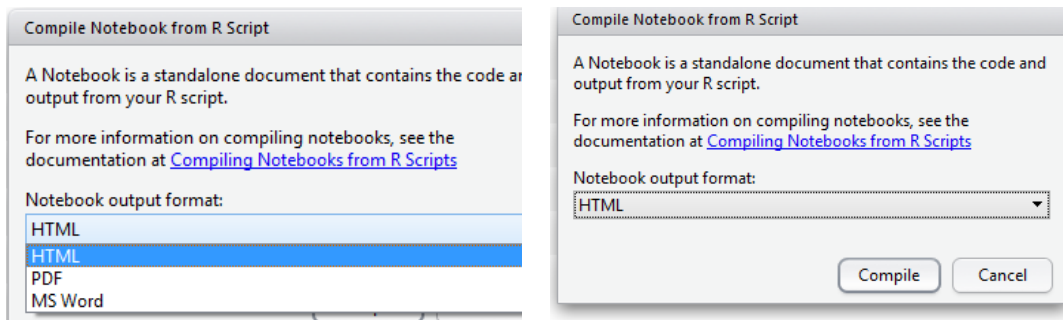 Compile Notebook from R Script
A Notebook is a standalone document that contains the code
output from your R script.
For more information on compiling notebooks, see the
documentation at Compiling Notebooks from R Scripts
Notebook output format:
HTML
HTML
PDF
MS Word
Compile Notebook from R Script
A Notebook is a standalone document that contains the code and
output from your R script.
For more information on compiling notebooks, see the
documentation at Compiling Notebooks from R Scripts
Notebook output format:
HTML
Compile Cancel